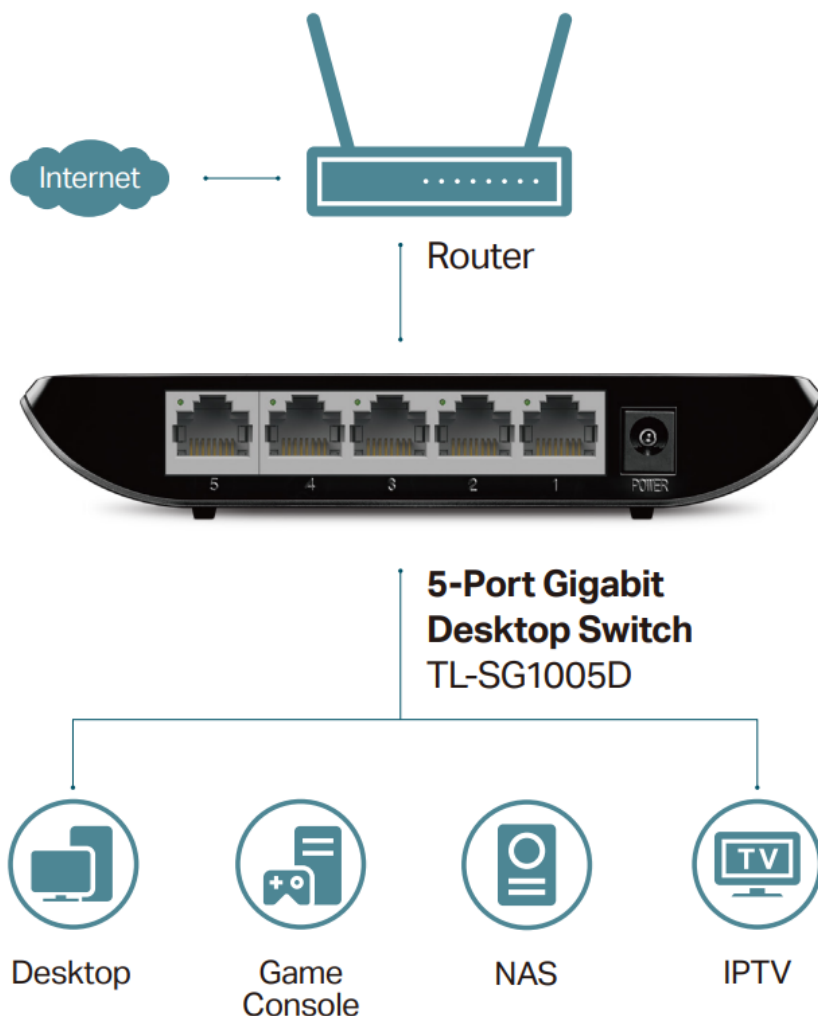 Internet
Router
5 4 3 2 1 POWER
5-Port Gigabit
Desktop Switch
TL-SG1005D
TV
Desktop
Game
Console
NAS
IPTV